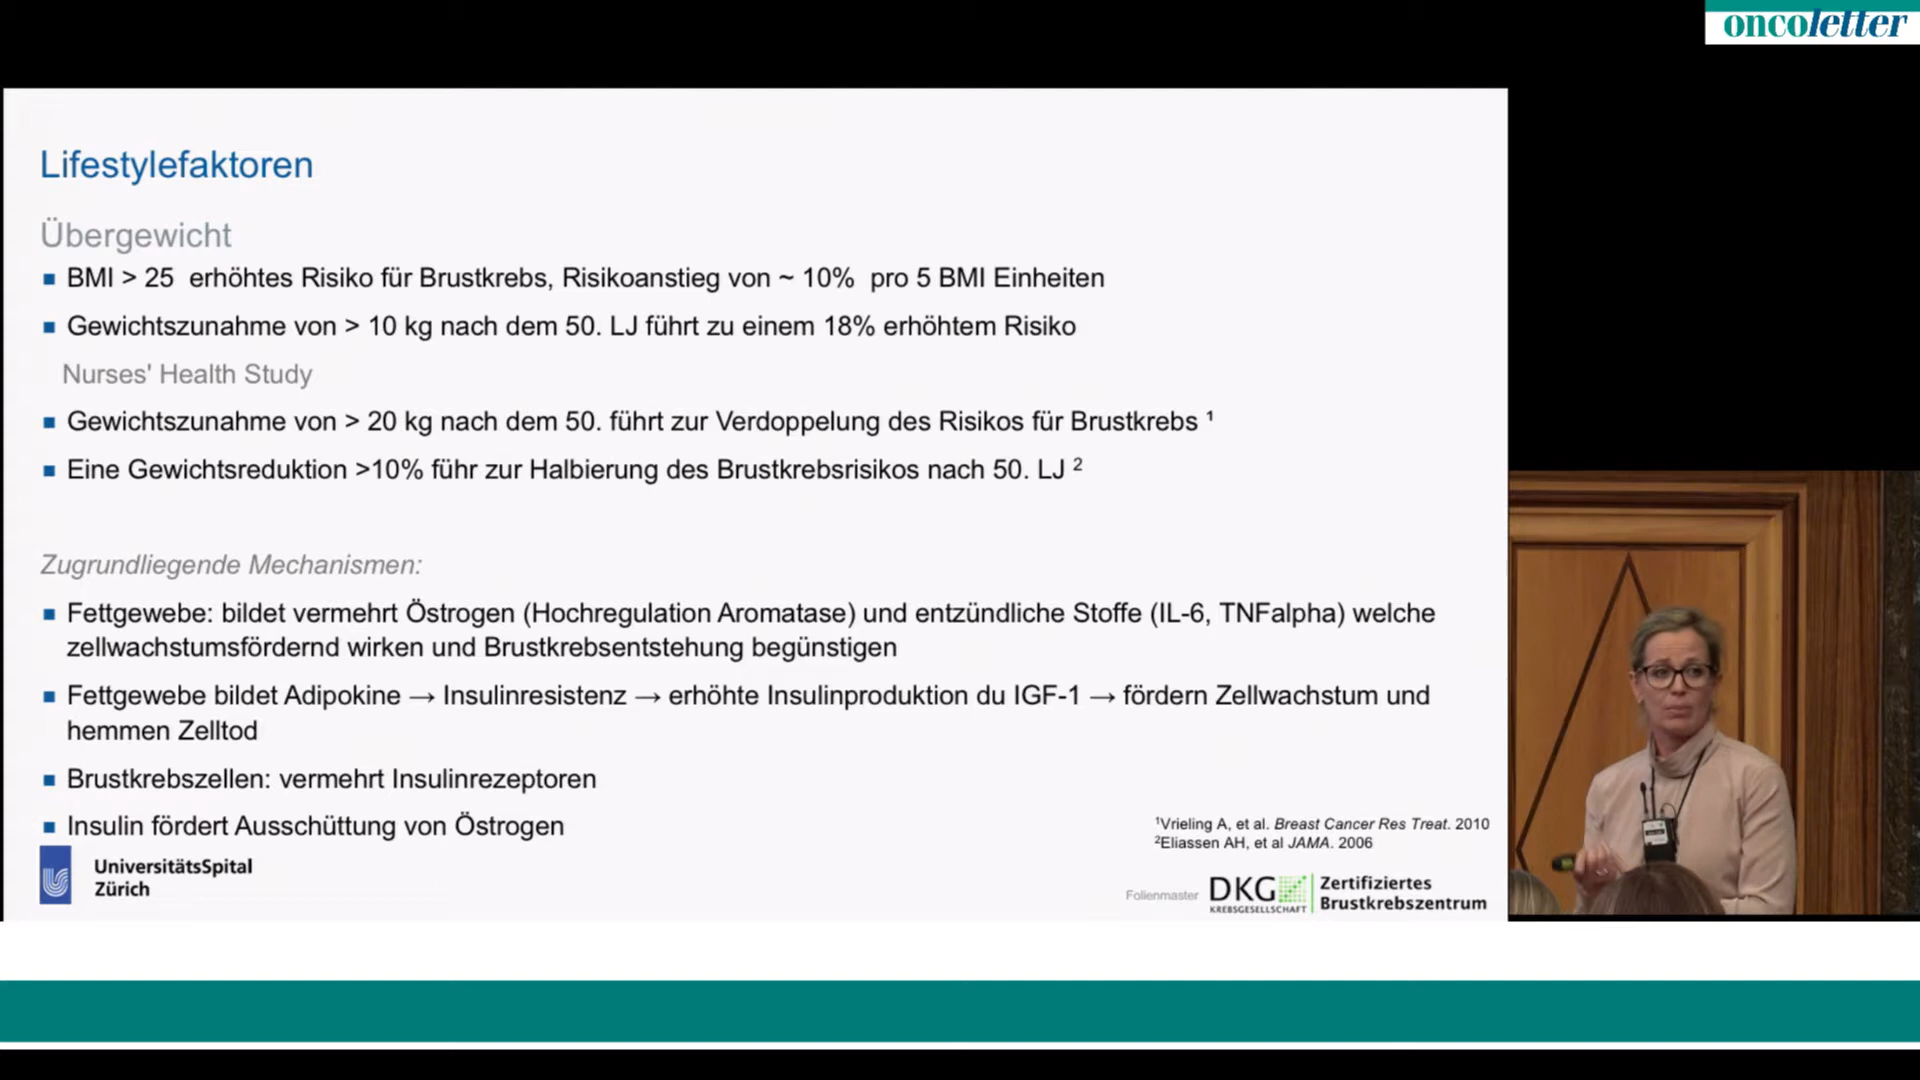 oncoletter
Lifestylefaktoren
Übergewicht
▪ BMI > 25 erhöhtes Risiko für Brustkrebs, Risikoanstieg von ~ 10% pro 5 BMI Einheiten
▪ Gewichtszunahme von > 10 kg nach dem 50. LJ führt zu einem 18% erhöhtem Risiko
Nurses' Health Study
▪ Gewichtszunahme von > 20 kg nach dem 50. führt zur Verdoppelung des Risikos für Brustkrebs ¹
▪ Eine Gewichtsreduktion >10% führ zur Halbierung des Brustkrebsrisikos nach 50. LJ ²
Zugrundliegende Mechanismen:
▪ Fettgewebe: bildet vermehrt Östrogen (Hochregulation Aromatase) und entzündliche Stoffe (IL-6, TNFalpha) welche
zellwachstumsfördernd wirken und Brustkrebsentstehung begünstigen
▪ Fettgewebe bildet Adipokine → Insulinresistenz → erhöhte Insulinproduktion du IGF-1 → fördern Zellwachstum und
hemmen Zelltod
▪ Brustkrebszellen: vermehrt Insulinrezeptoren
▪ Insulin fördert Ausschüttung von Östrogen
¹Vrieling A, et al. Breast Cancer Res Treat. 2010
²Eliassen AH, et al JAMA. 2006
UniversitätsSpital
Zürich
Folienmaster
DKG
KREBSGESELLSCHAFT
Zertifiziertes
Brustkrebszentrum